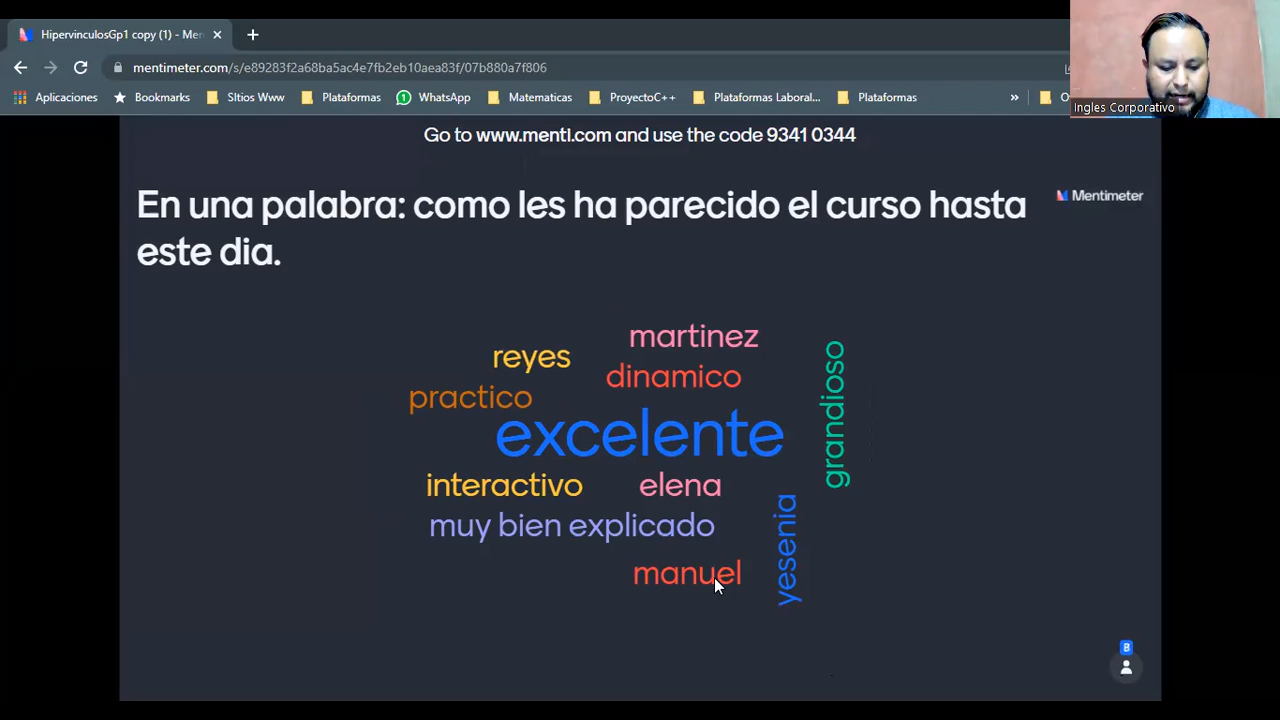 HipervinculosGp1 copy (1) - Men
mentimeter.com/s/e89283f2a68ba5ac4e7fb2eb10aea83f/07b880a7f806
Aplicaciones Bookmarks SItios Www Plataformas WhatsApp Matematicas ProyectoC++ Plataformas Laboral... Plataformas »
Ingles Corporativo
Go to www.menti.com and use the code 9341 0344
Mentimeter
En una palabra: como les ha parecido el curso hasta
este dia.
martinez
reyes
dinamico
practico
grandioso
excelente
interactivo
elena
muy bien explicado
yesenia
manuel
8